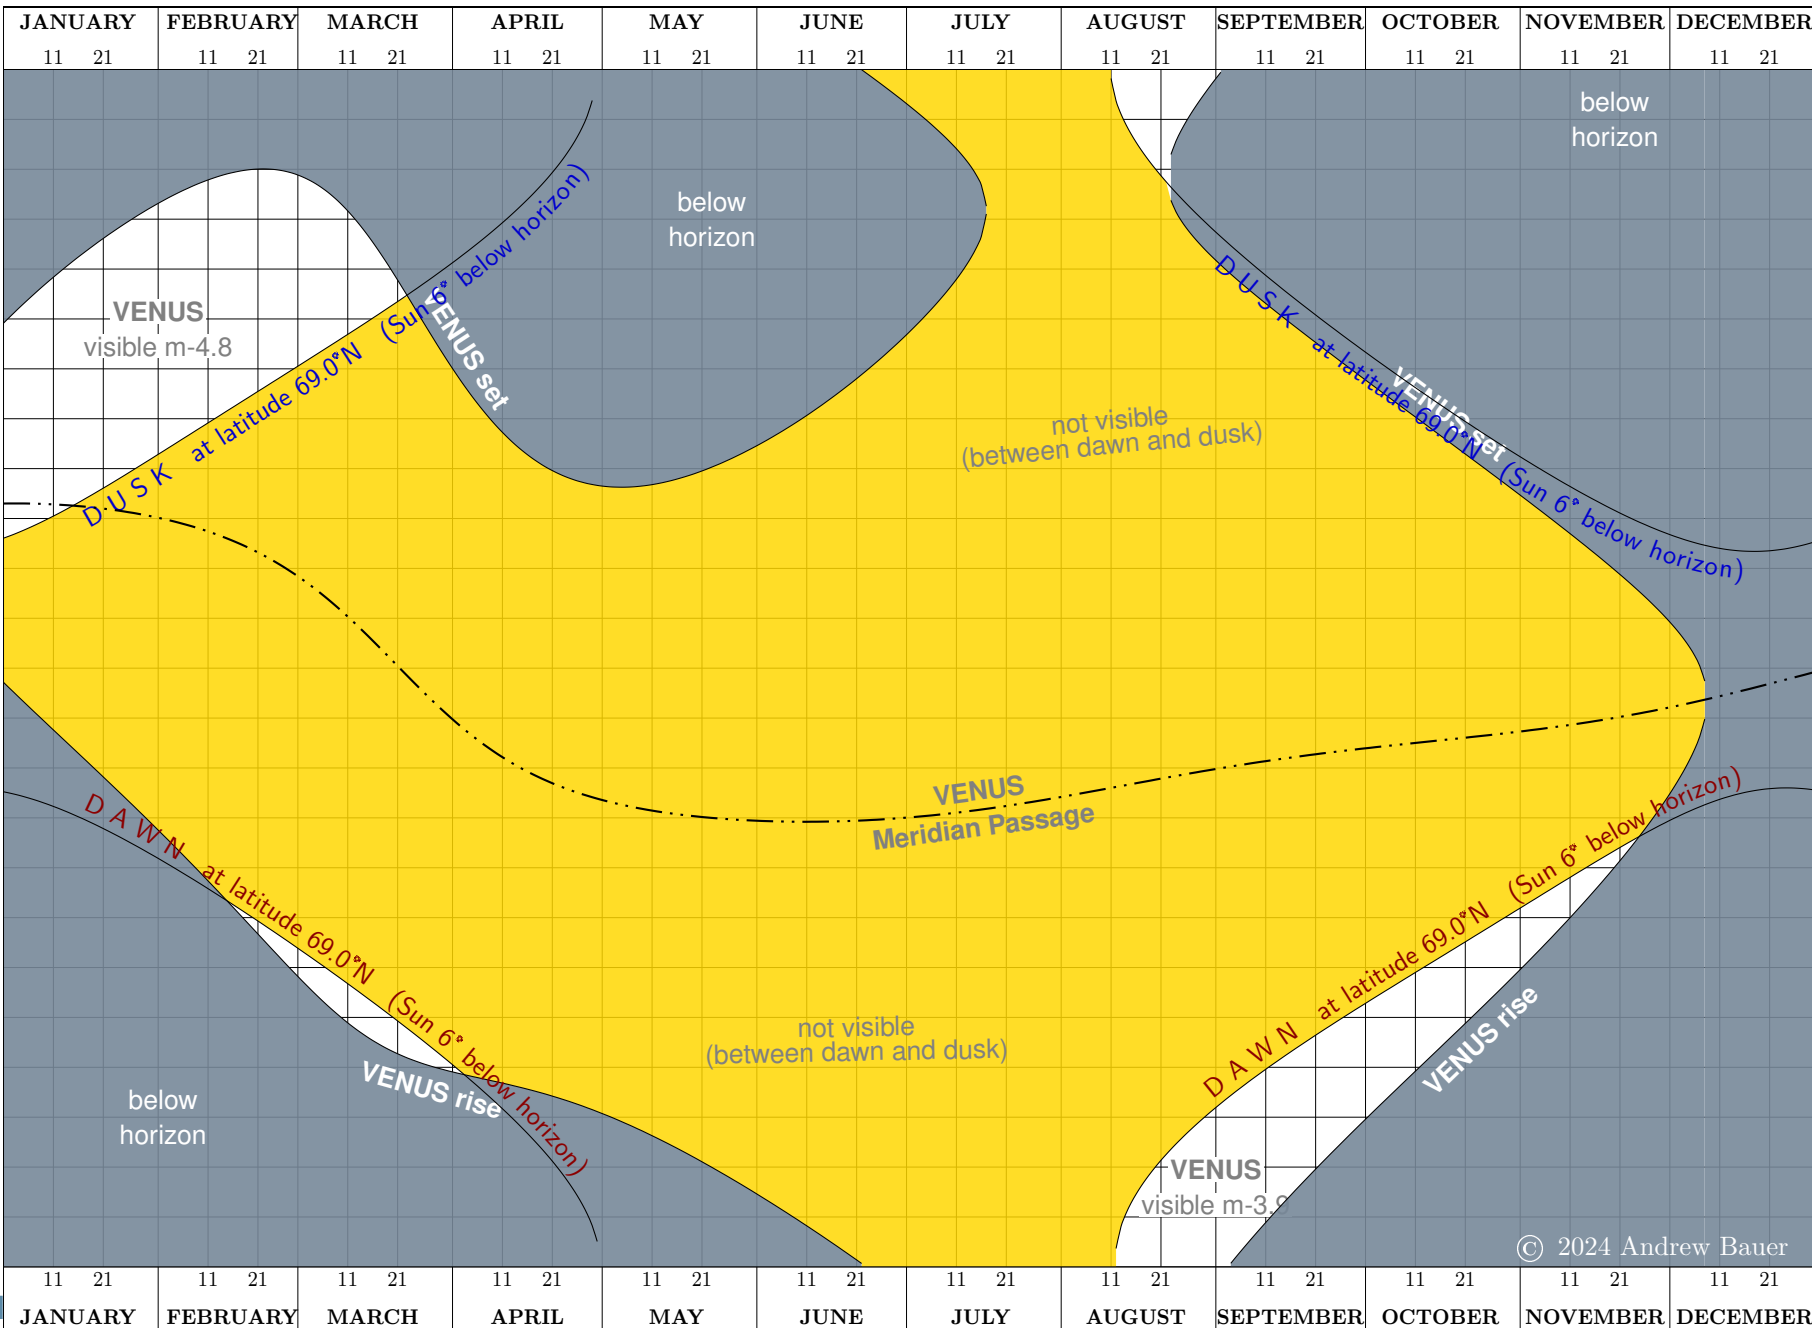 JANUARY FEBRUARY MARCH APRIL MAY JUNE JULY AUGUST SEPTEMBER OCTOBER NOVEMBER DECEMBER
11 21 11 21 11 21 11 21 11 21 11 21 11 21 11 21 11 21 11 21 11 21 11 21
below
horizon
below
horizon
VENUS
visible m-4.8
DUSK at latitude 69.0°N (Sun 6° below horizon)
VENUS set
DUSK at latitude 69.0°N (Sun 6° below horizon)
VENUS set
not visible
(between dawn and dusk)
VENUS
Meridian Passage
DAWN at latitude 69.0°N (Sun 6° below horizon)
VENUS rise
DAWN at latitude 69.0°N (Sun 6° below horizon)
VENUS rise
not visible
(between dawn and dusk)
below
horizon
VENUS
visible m-3.9
© 2024 Andrew Bauer
11 21 11 21 11 21 11 21 11 21 11 21 11 21 11 21 11 21 11 21 11 21 11 21
JANUARY FEBRUARY MARCH APRIL MAY JUNE JULY AUGUST SEPTEMBER OCTOBER NOVEMBER DECEMBER